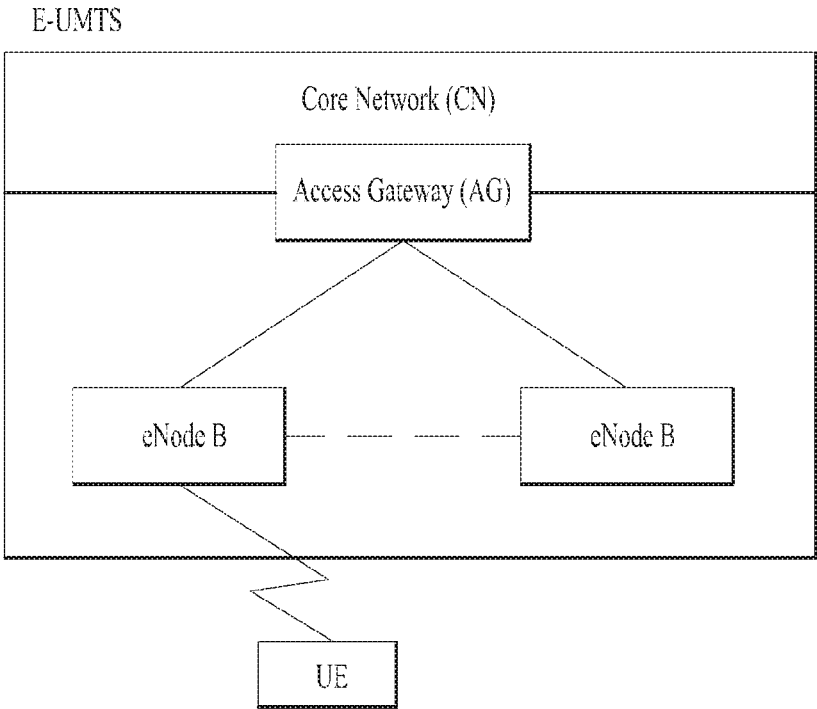 E-UMTS
Core Network (CN)
Access Gateway (AG)
eNode B
eNode B
UE